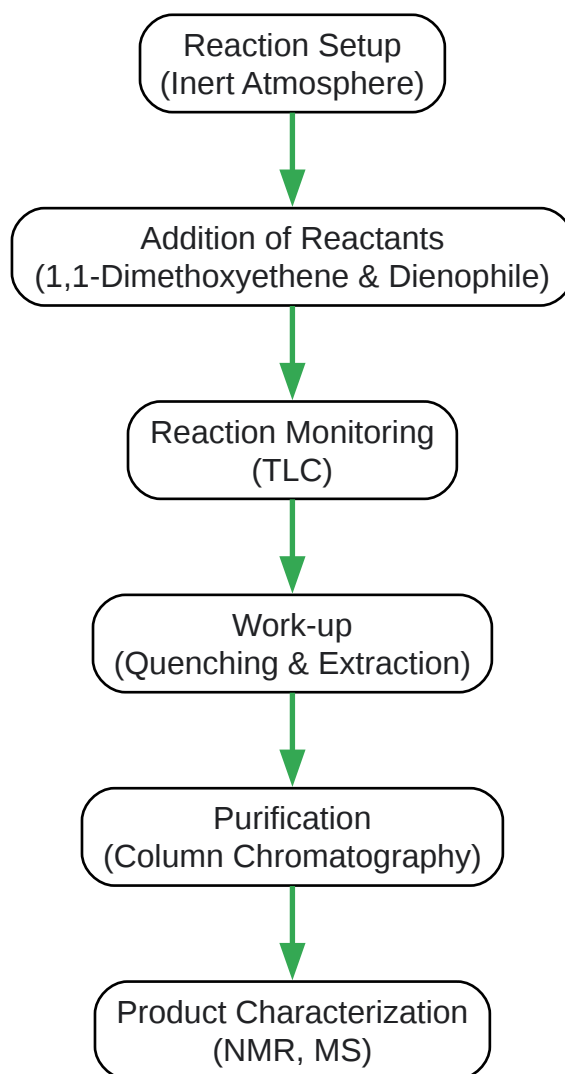 Reaction Setup
(Inert Atmosphere)
Addition of Reactants
(1,1-Dimethoxyethene & Dienophile)
Reaction Monitoring
(TLC)
Work-up
(Quenching & Extraction)
Purification
(Column Chromatography)
Product Characterization
(NMR, MS)